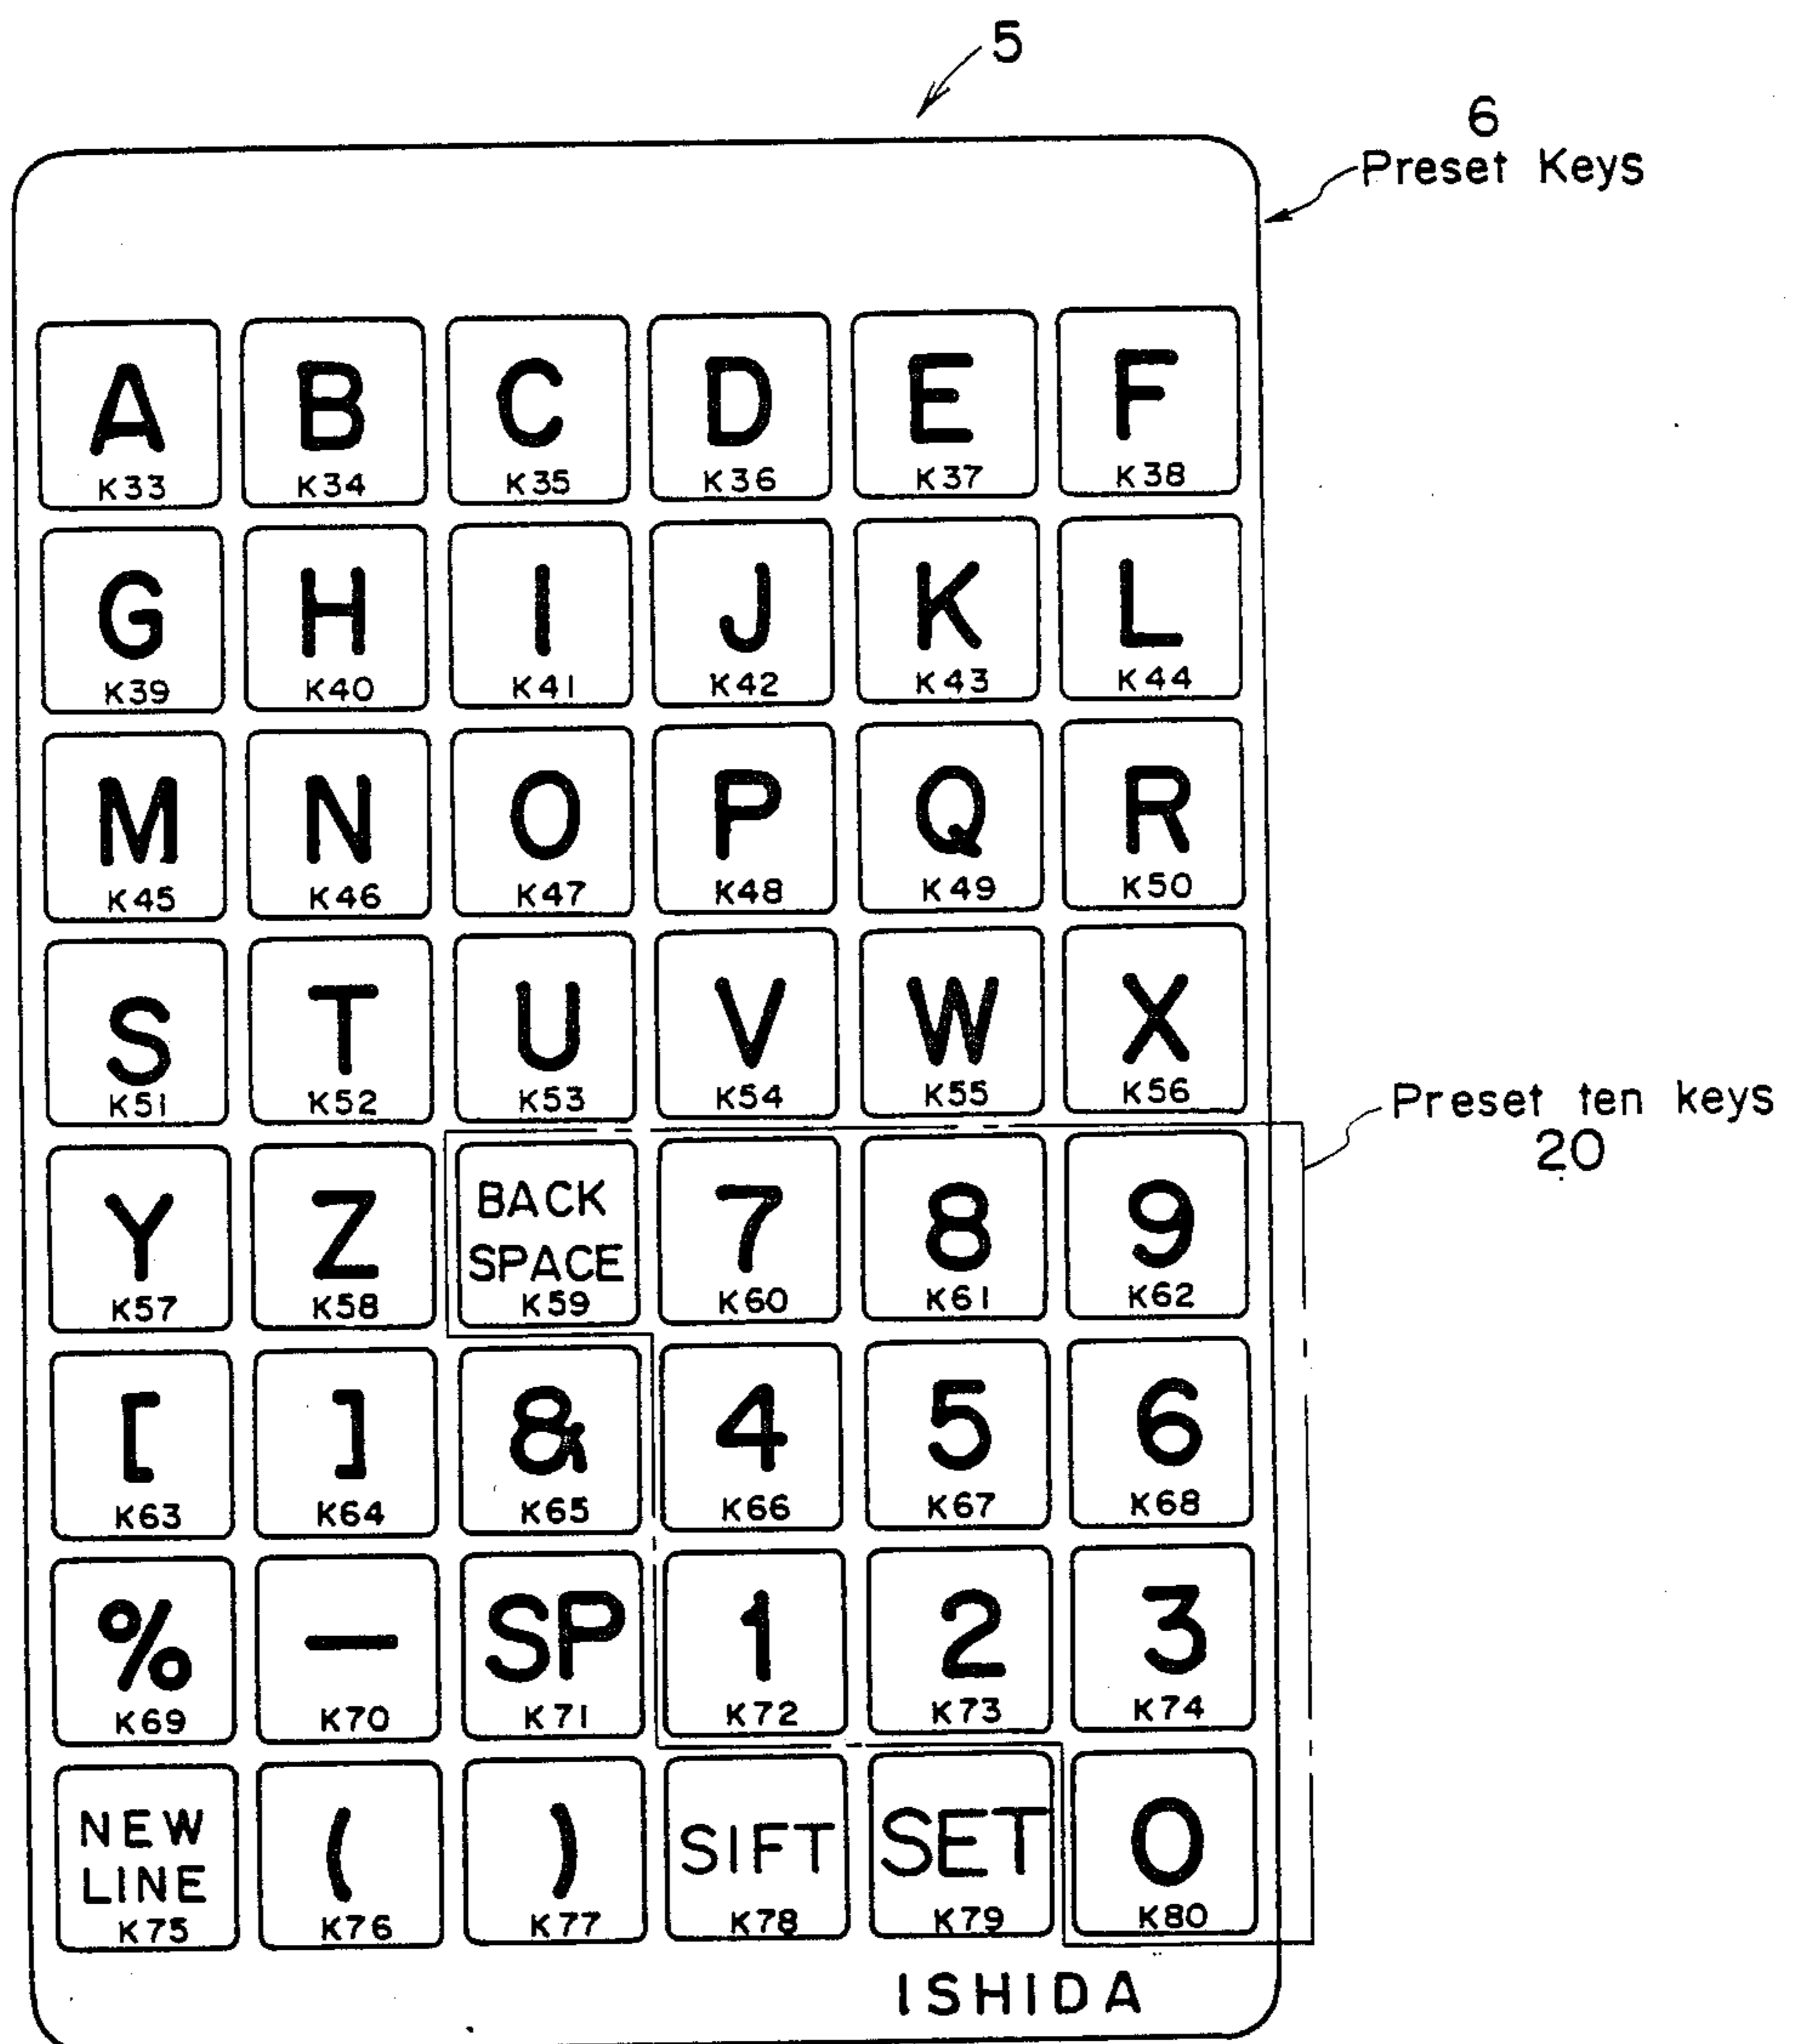 5
6
Preset Keys
A B C D E F
K33 K34 K35 K36 K37 K38
G H I J K L
K39 K40 K41 K42 K43 K44
M N O P Q R
K45 K46 K47 K48 K49 K50
S T U V W X
K51 K52 K53 K54 K55 K56
Preset ten keys
20
Y Z BACK SPACE 7 8 9
K57 K58 K59 K60 K61 K62
[ ] & 4 5 6
K63 K64 K65 K66 K67 K68
% — SP 1 2 3
K69 K70 K71 K72 K73 K74
NEW LINE ( ) SIFT SET 0
K75 K76 K77 K78 K79 K80
ISHIDA